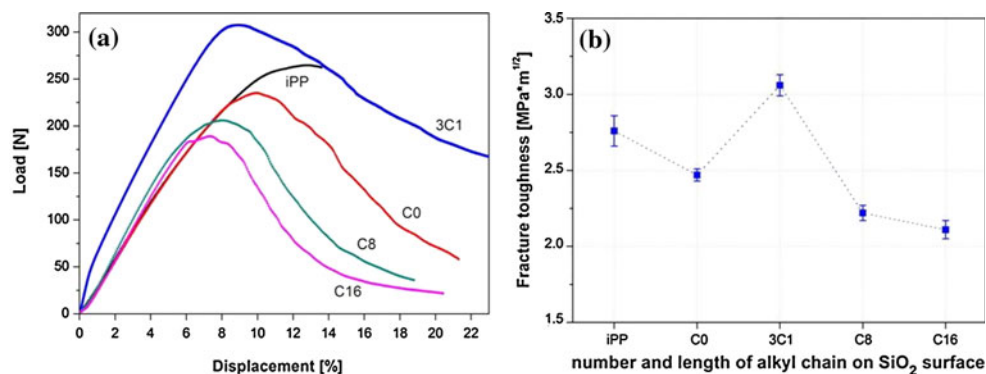 (a)
300
250
200
150
100
50
0
Load [N]
iPP
3C1
C0
C8
C16
0 2 4 6 8 10 12 14 16 18 20 22
Displacement [%]
(b)
3.5
3.0
2.5
2.0
1.5
Fracture toughness [MPa*m^1/2]
iPP C0 3C1 C8 C16
number and length of alkyl chain on SiO₂ surface